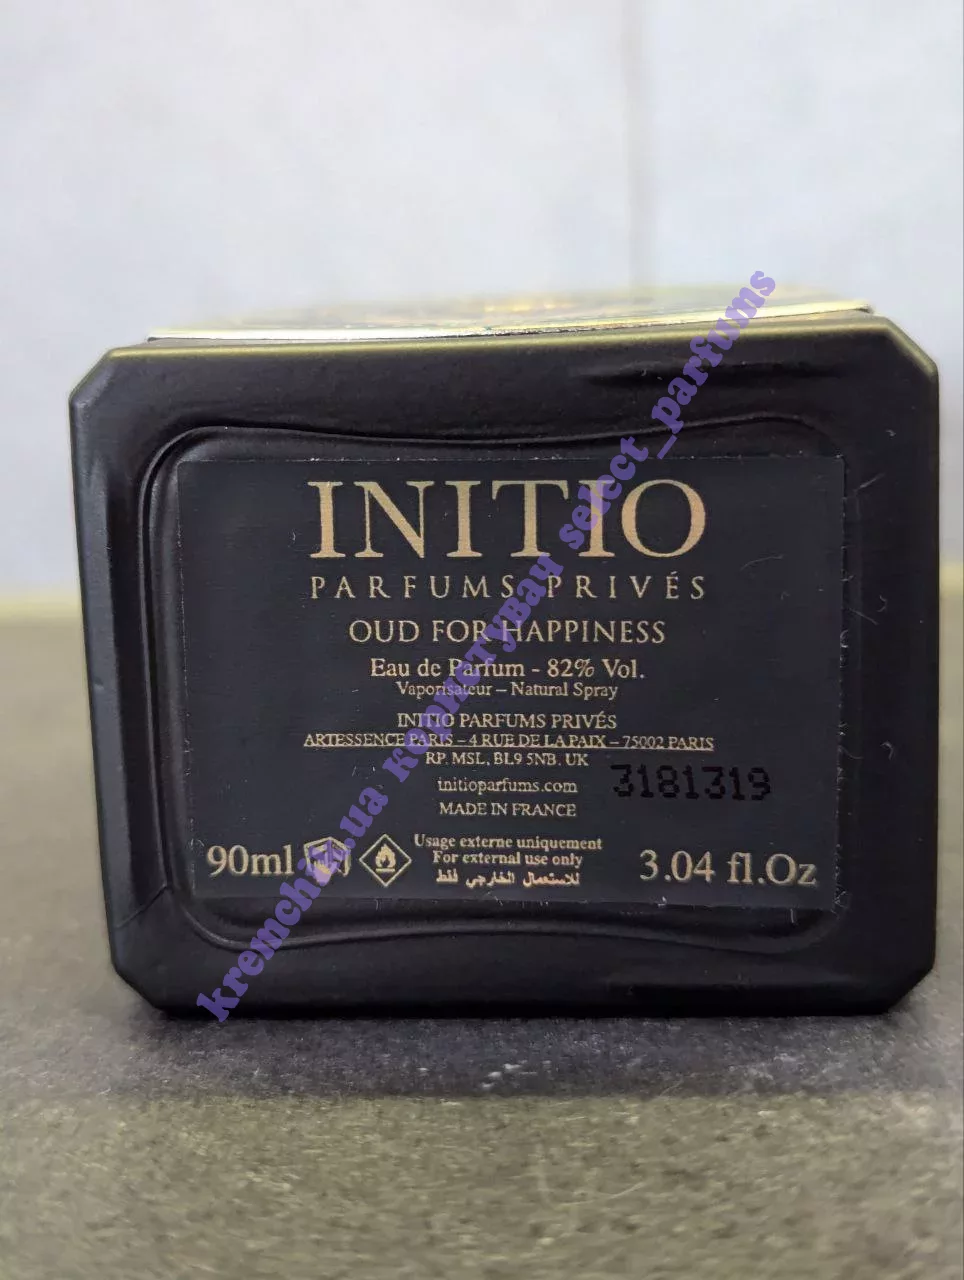 INITIO
PARFUMS PRIVÉS
OUD FOR HAPPINESS
Eau de Parfum - 82% Vol.
Vaporisateur – Natural Spray
INITIO PARFUMS PRIVÉS
ARTESSENCE PARIS – 4 RUE DE LA PAIX – 75002 PARIS
RP. MSL, BL9 5NB. UK
initioparfums.com
3181319
MADE IN FRANCE
90ml
Usage externe uniquement
For external use only
للاستعمال الخارجي فقط
3.04 fl.Oz
kremchik.ua користувач select_parfums